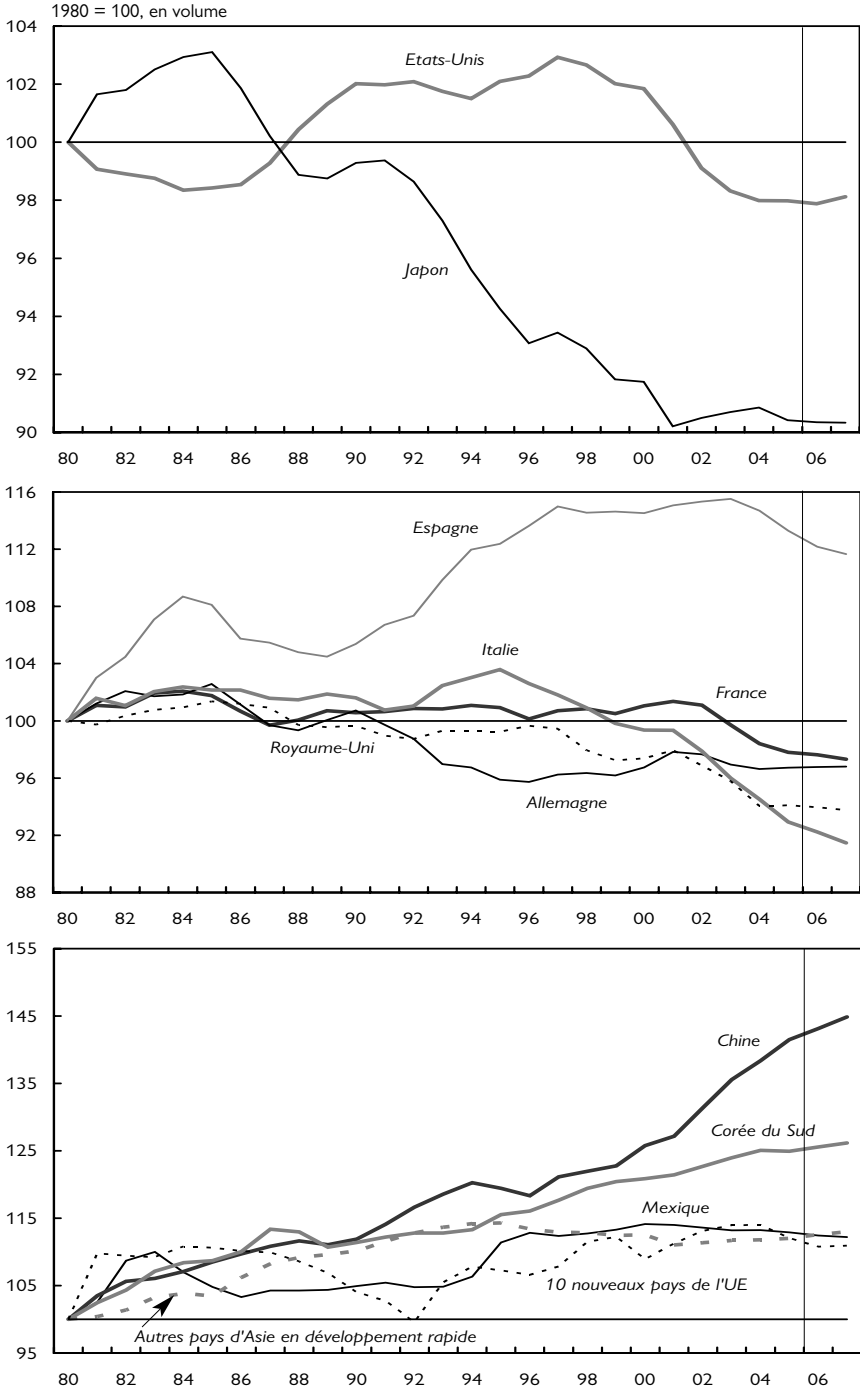 1980 = 100, en volume
104
102
100
98
96
94
92
90
Etats-Unis
Japon
80 82 84 86 88 90 92 94 96 98 00 02 04 06
116
112
108
104
100
96
92
88
Espagne
Italie
France
Royaume-Uni
Allemagne
80 82 84 86 88 90 92 94 96 98 00 02 04 06
155
145
135
125
115
105
95
Chine
Corée du Sud
Mexique
10 nouveaux pays de l'UE
Autres pays d'Asie en développement rapide
80 82 84 86 88 90 92 94 96 98 00 02 04 06